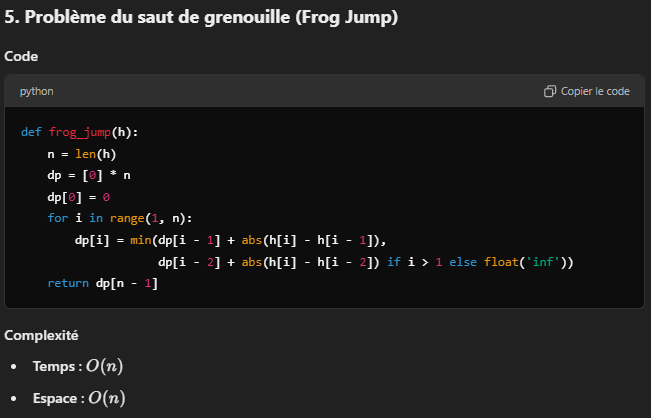 5. Problème du saut de grenouille (Frog Jump)
Code
python
Copier le code
def frog_jump(h):
    n = len(h)
    dp = [0] * n
    dp[0] = 0
    for i in range(1, n):
        dp[i] = min(dp[i - 1] + abs(h[i] - h[i - 1]),
                    dp[i - 2] + abs(h[i] - h[i - 2]) if i > 1 else float('inf'))
    return dp[n - 1]
Complexité
• Temps : O(n)
• Espace : O(n)